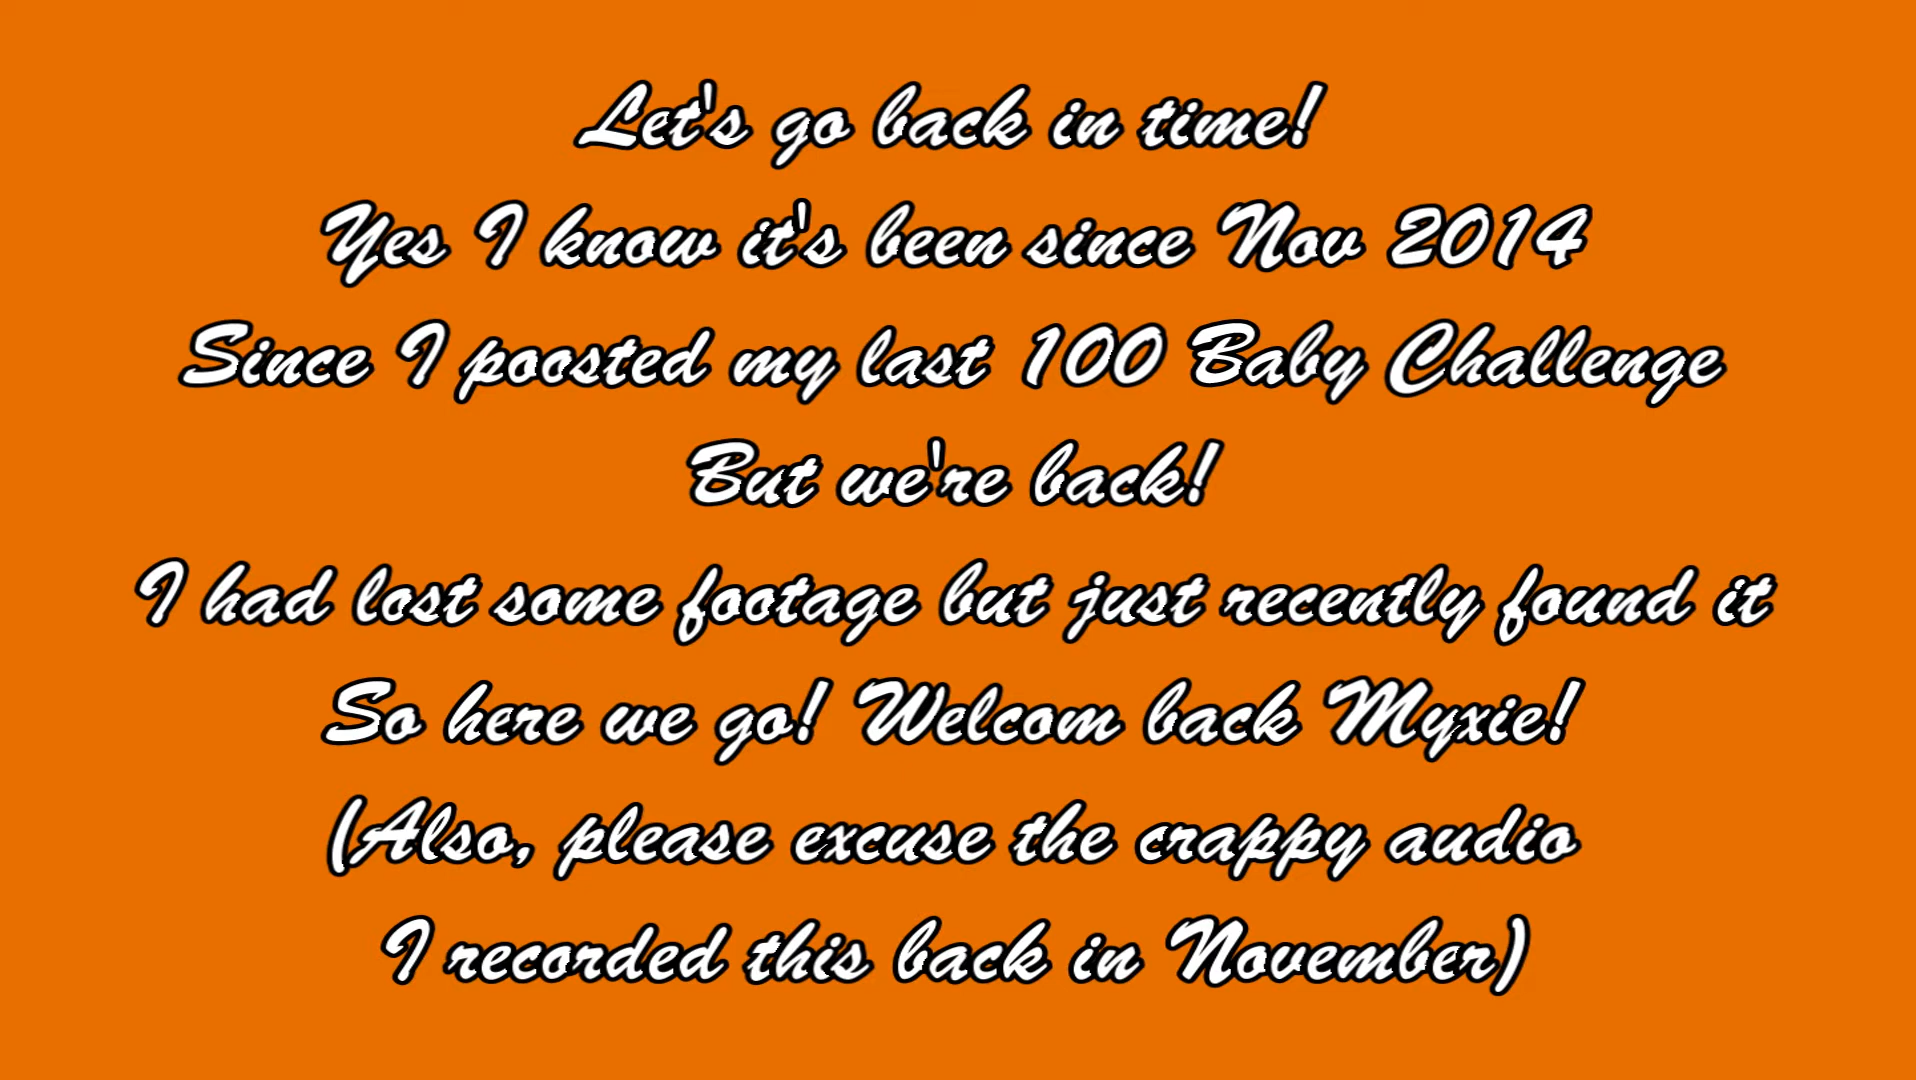 Let's go back in time!
Yes I know it's been since Nov 2014
Since I poosted my last 100 Baby Challenge
But we're back!
I had lost some footage but just recently found it
So here we go! Welcom back Myxie!
(Also, please excuse the crappy audio
I recorded this back in November)